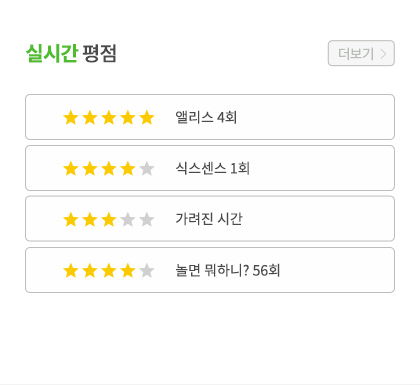 실시간 평점
더보기 >
앨리스 4회
식스센스 1회
가려진 시간
놀면 뭐하니? 56회